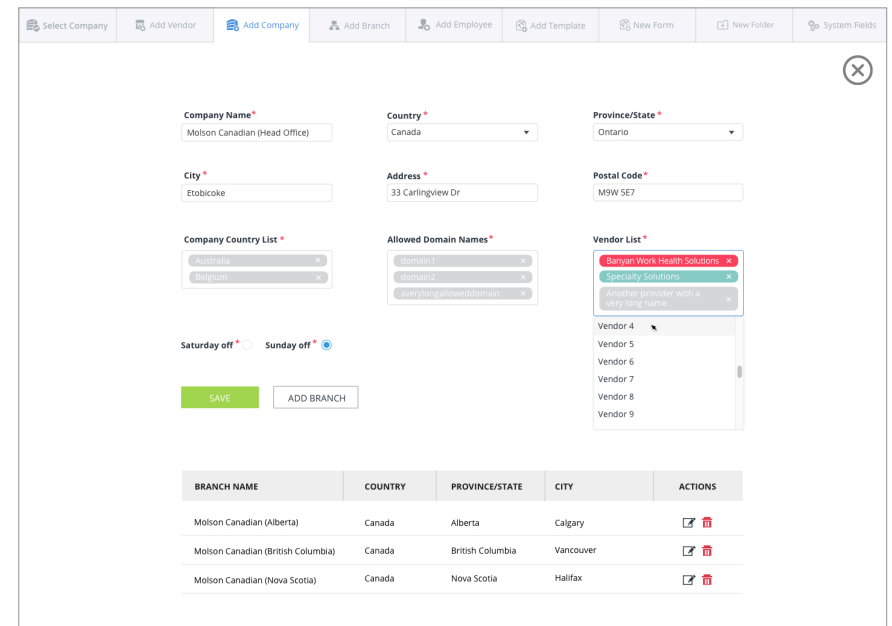 Select Company Add Vendor Add Company Add Branch Add Employee Add Template New Form New Folder System Fields
Company Name* Country * Province/State *
Molson Canadian (Head Office) Canada Ontario
City * Address * Postal Code*
Etobicoke 33 Carlingview Dr M9W 5E7
Company Country List * Allowed Domain Names* Vendor List *
Australia × domain1 × Banyan Work Health Solutions ×
Belgium × domain2 × Specialty Solutions ×
averylongalloweddomain × Another provider with a
very long name ×
Vendor 4
Saturday off * Sunday off * Vendor 5
Vendor 6
Vendor 7
SAVE ADD BRANCH Vendor 8
Vendor 9
BRANCH NAME COUNTRY PROVINCE/STATE CITY ACTIONS
Molson Canadian (Alberta) Canada Alberta Calgary
Molson Canadian (British Columbia) Canada British Columbia Vancouver
Molson Canadian (Nova Scotia) Canada Nova Scotia Halifax